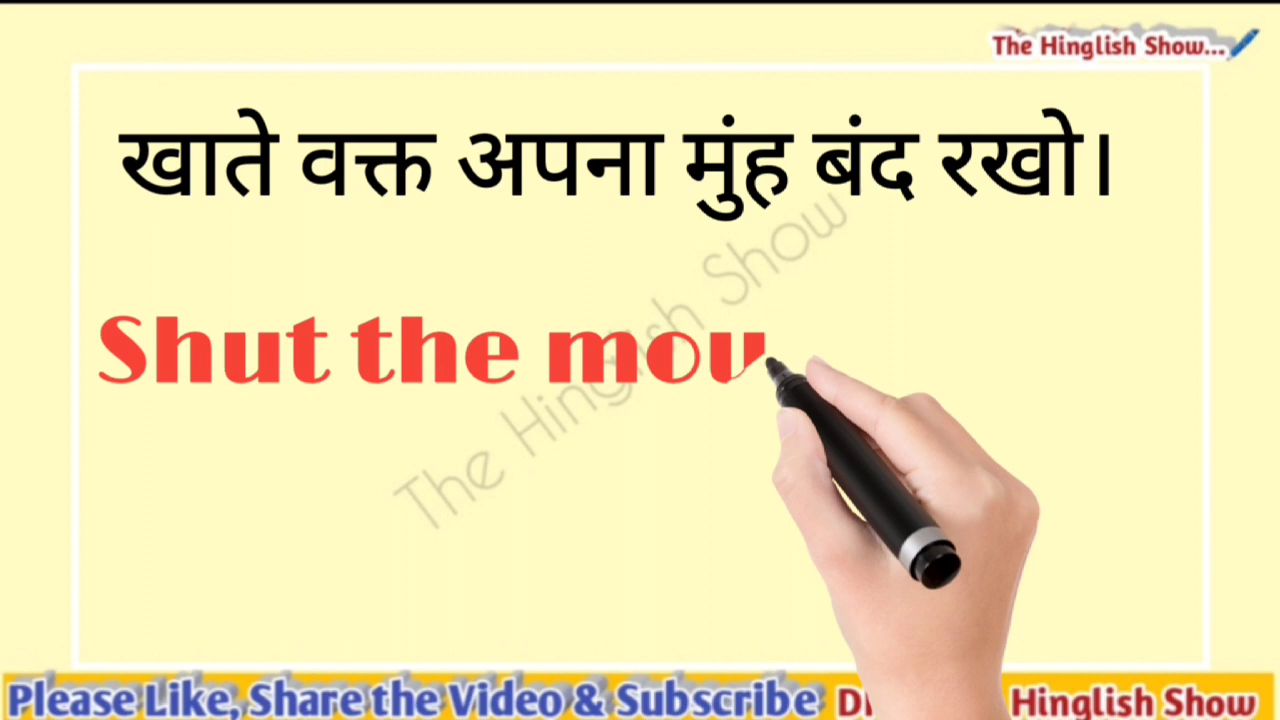 The Hinglish Show...
खाते वक्त अपना मुंह बंद रखो।
Shut the mou
The Hinglish Show
Please Like, Share the Video & Subscribe Hinglish Show